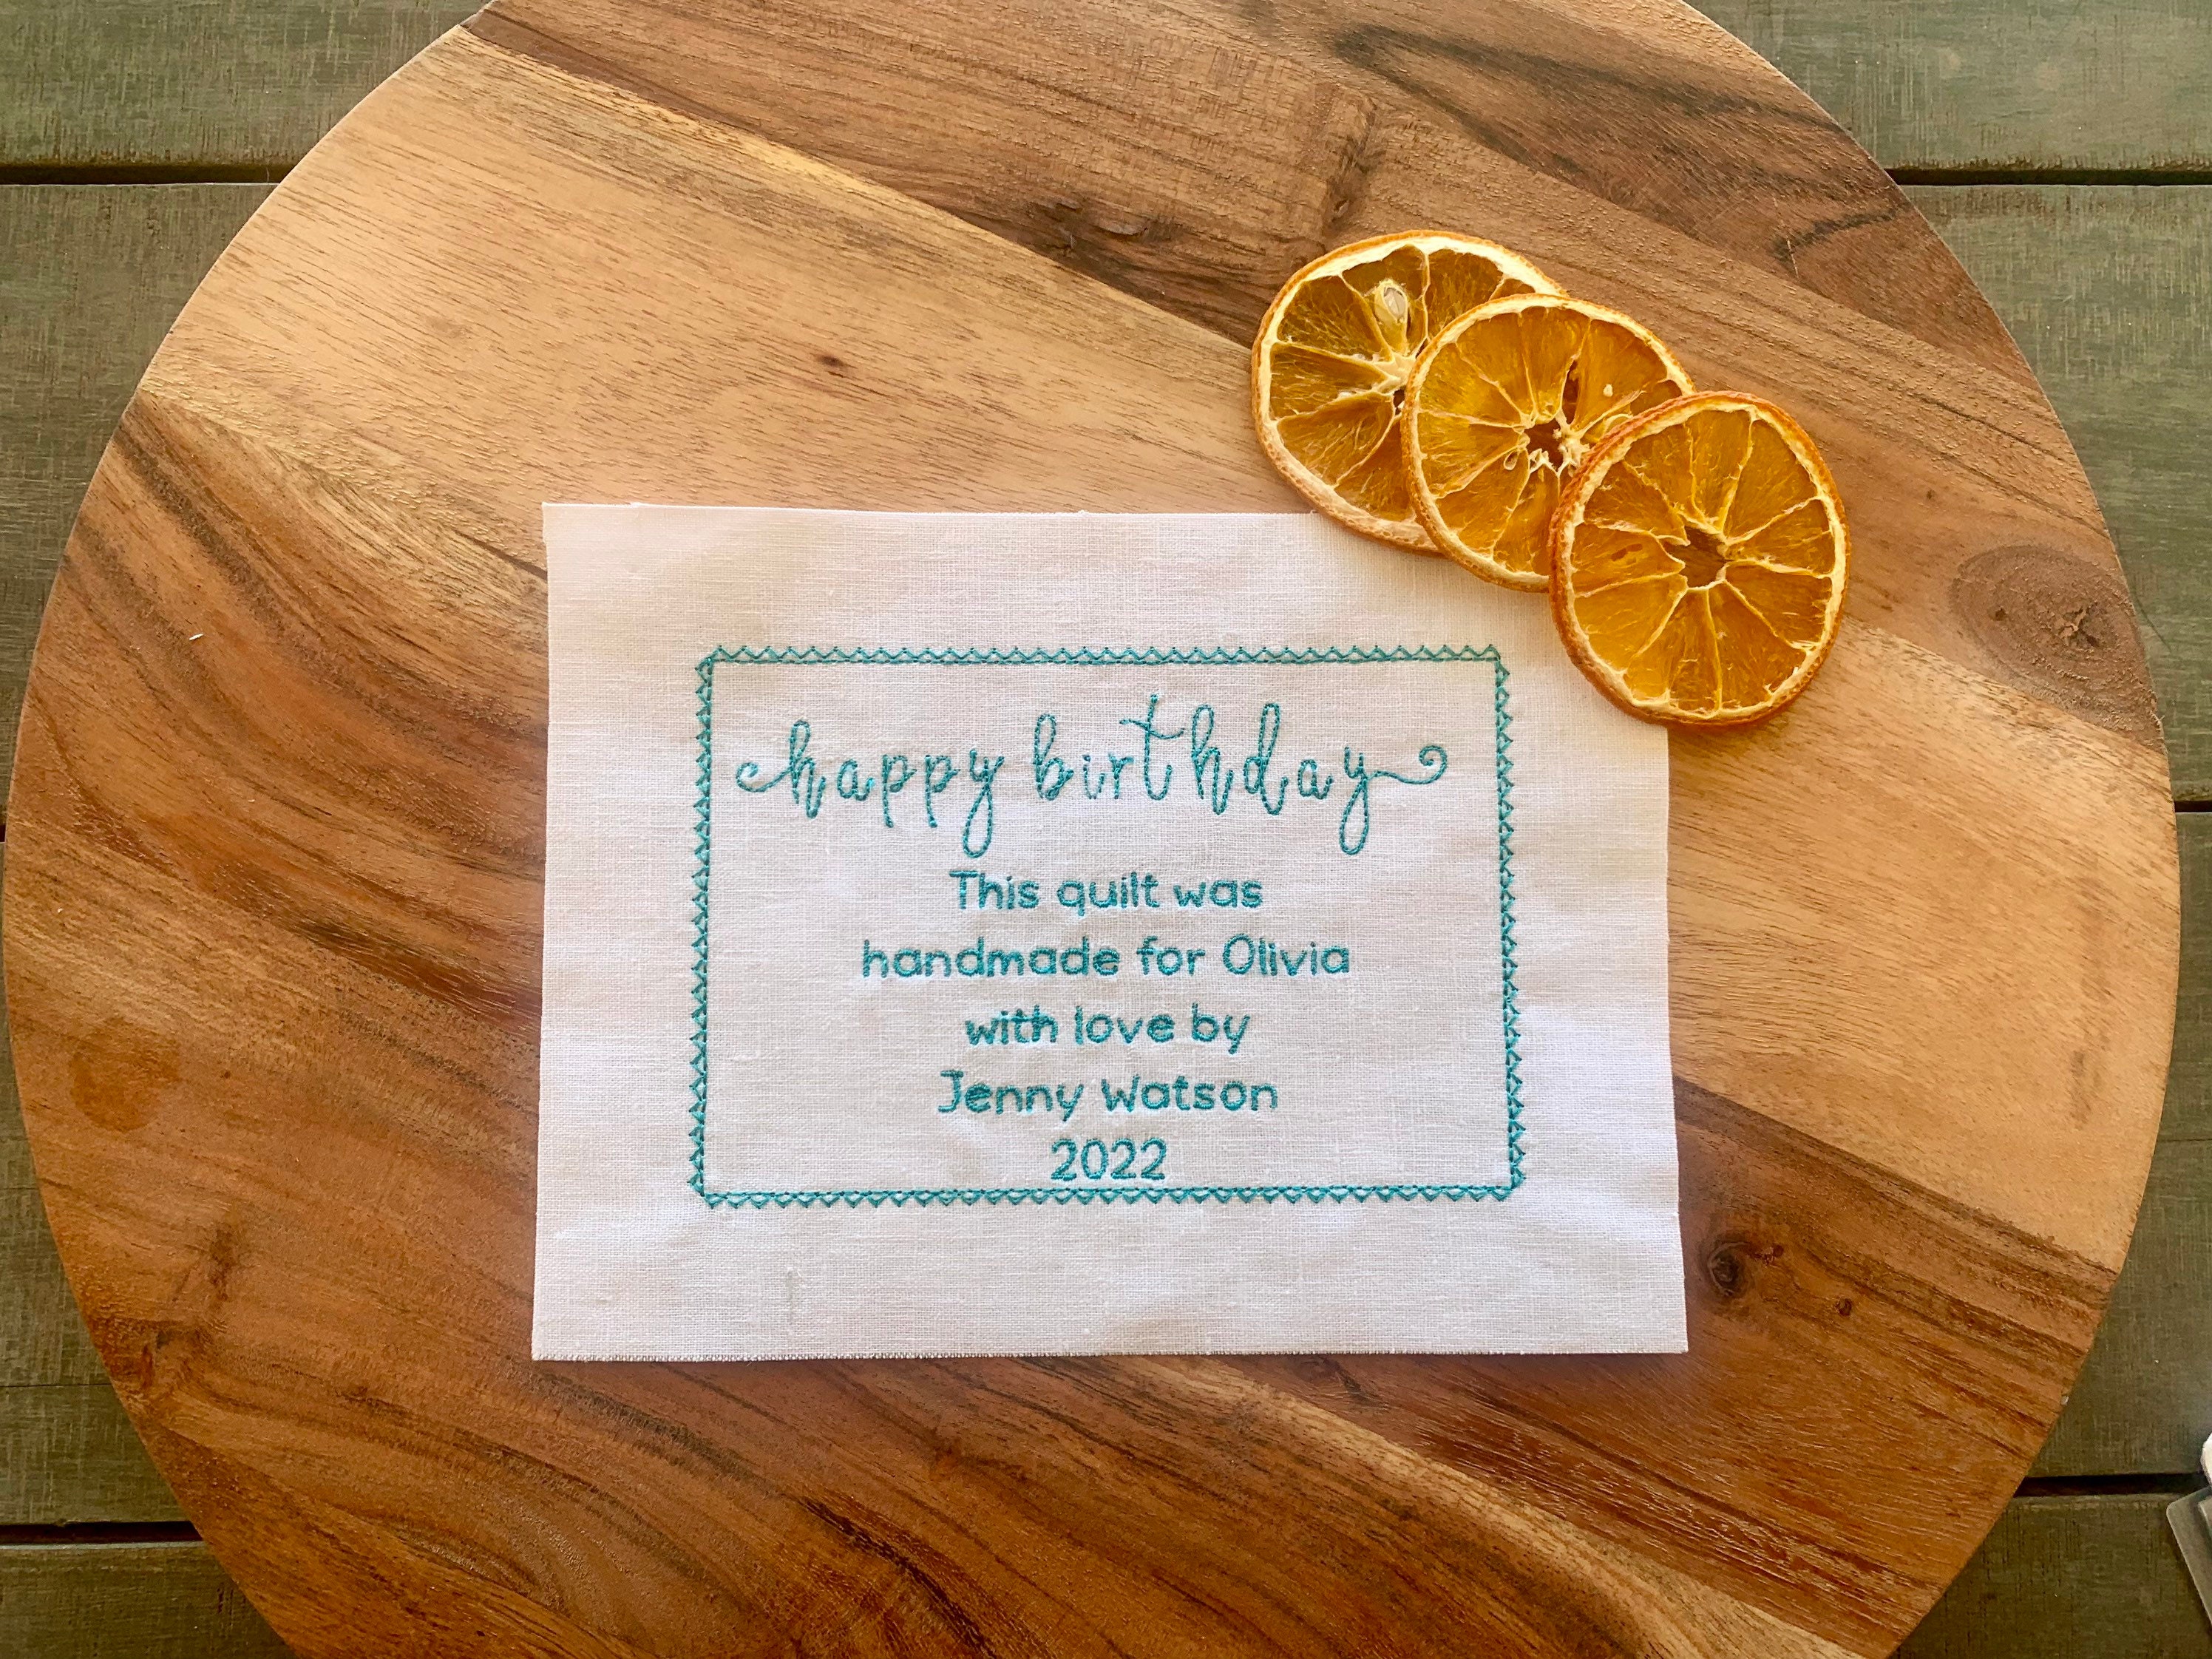 happy birthday
This quilt was
handmade for Olivia
with love by
Jenny Watson
2022